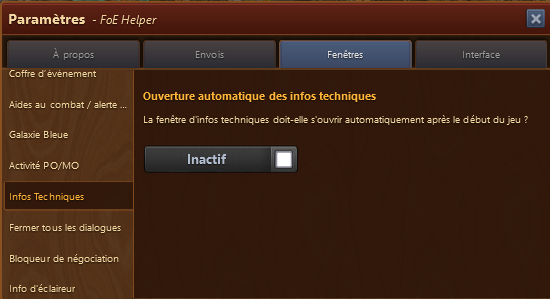 Paramètres - FoE Helper
À propos
Envois
Fenêtres
Interface
Coffre d'évènement
Aides au combat / alerte ...
Galaxie Bleue
Activité PO/MO
Infos Techniques
Fermer tous les dialogues
Bloqueur de négociation
Info d'éclaireur
Ouverture automatique des infos techniques
La fenêtre d'infos techniques doit-elle s'ouvrir automatiquement après le début du jeu ?
Inactif